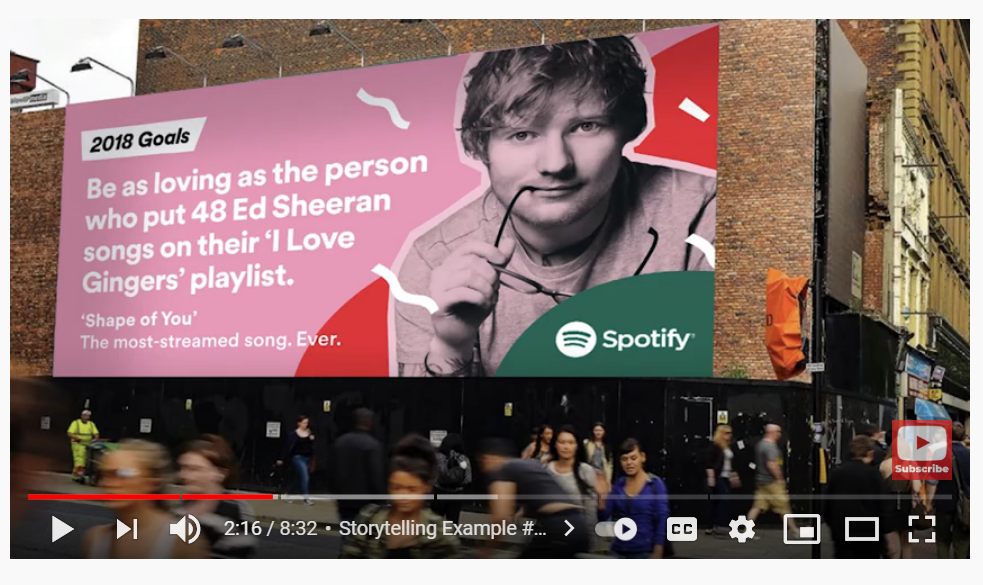 2018 Goals
Be as loving as the person
who put 48 Ed Sheeran
songs on their ‘I Love
Gingers’ playlist.
‘Shape of You’
The most-streamed song. Ever.
Spotify
Subscribe
2:16 / 8:32 • Storytelling Example #...
CC